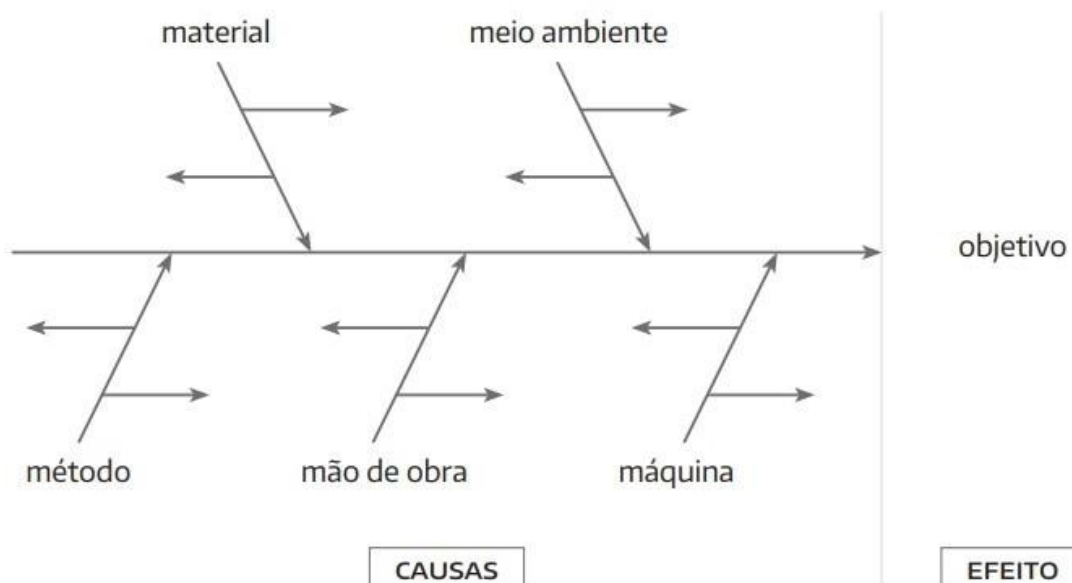 material
meio ambiente
objetivo
método
mão de obra
máquina
CAUSAS
EFEITO